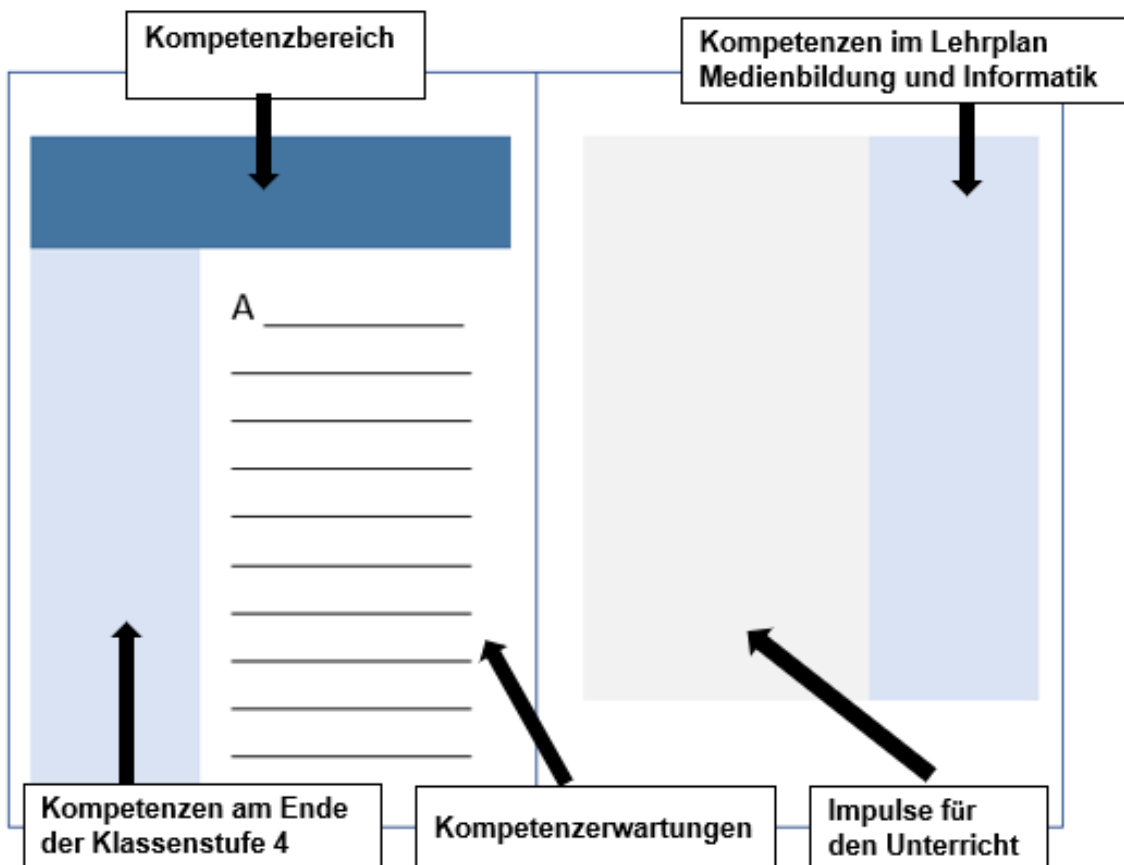 Kompetenzbereich
Kompetenzen im Lehrplan
Medienbildung und Informatik
A
Kompetenzen am Ende
der Klassenstufe 4
Kompetenzerwartungen
Impulse für
den Unterricht